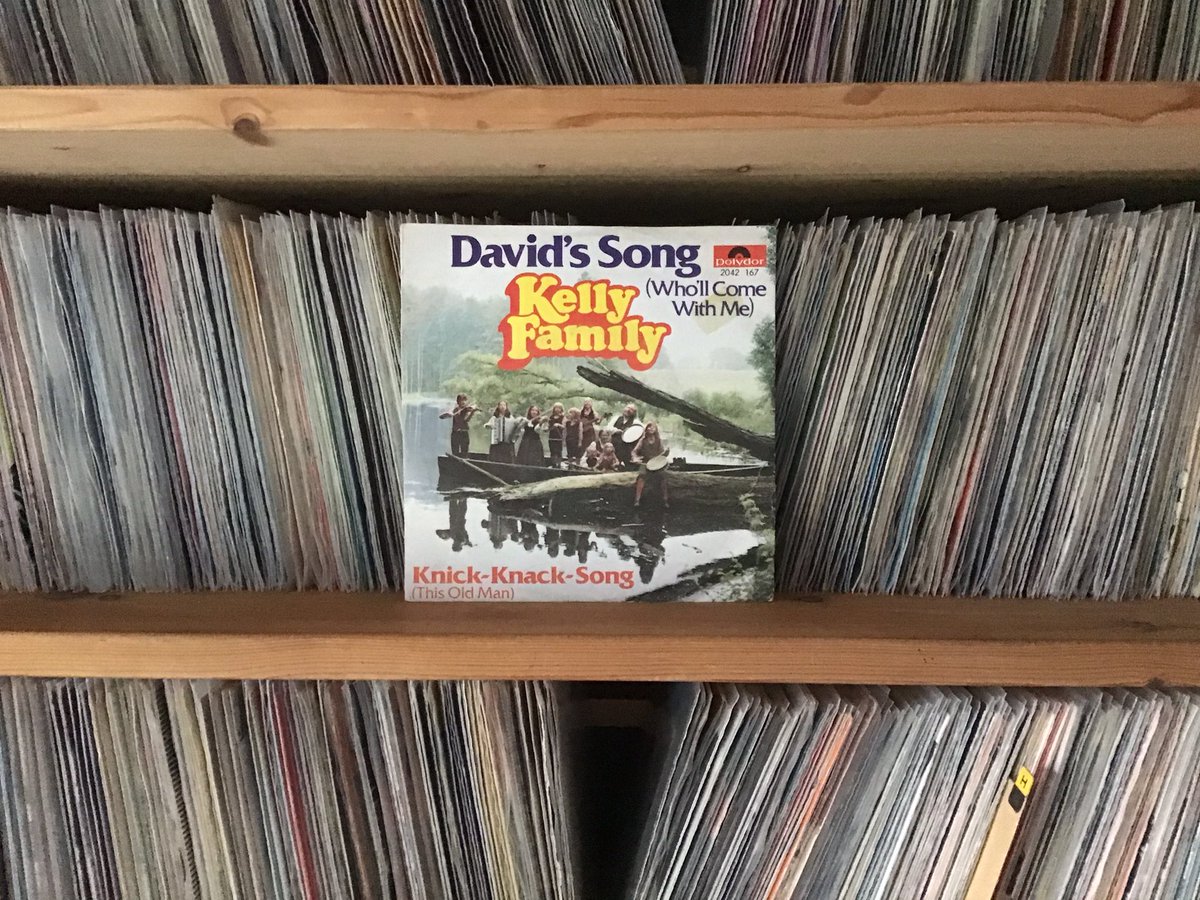 David's Song
polydor
2042 167
(Who'll Come
With Me)
Kelly
Family
Knick-Knack-Song
(This Old Man)
H